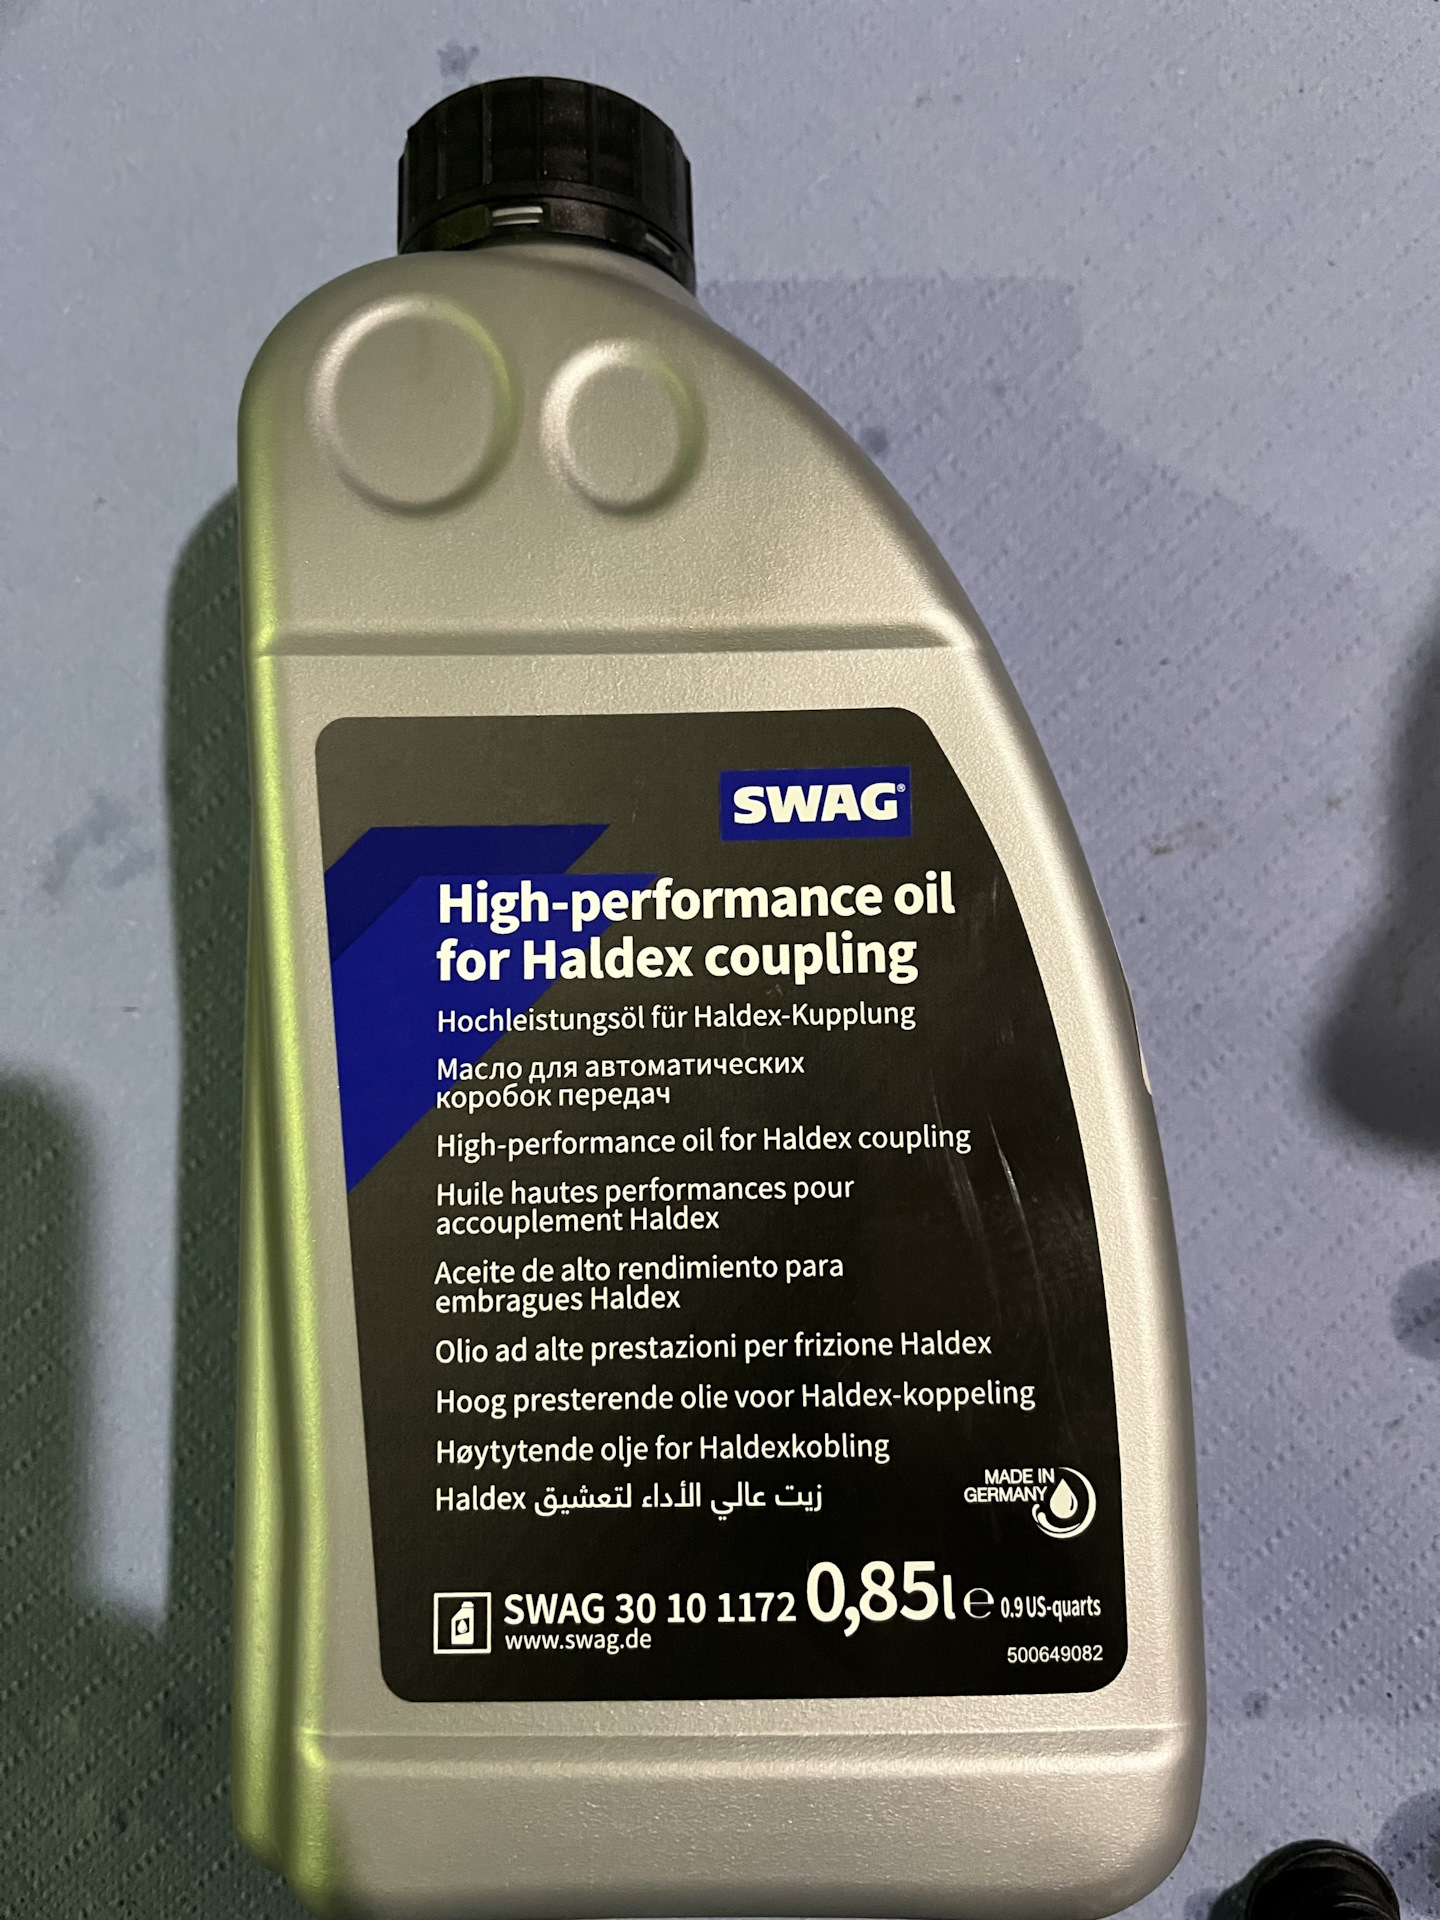 SWAG®
High-performance oil
for Haldex coupling
Hochleistungsöl für Haldex-Kupplung
Масло для автоматических
коробок передач
High-performance oil for Haldex coupling
Huile hautes performances pour
accouplement Haldex
Aceite de alto rendimiento para
embragues Haldex
Olio ad alte prestazioni per frizione Haldex
Hoog presterende olie voor Haldex-koppeling
Høytytende olje for Haldexkobling
زيت عالي الأداء لتعشيق Haldex
MADE IN
GERMANY
SWAG 30 10 1172 0,85l ℮ 0.9 US-quarts
www.swag.de
500649082